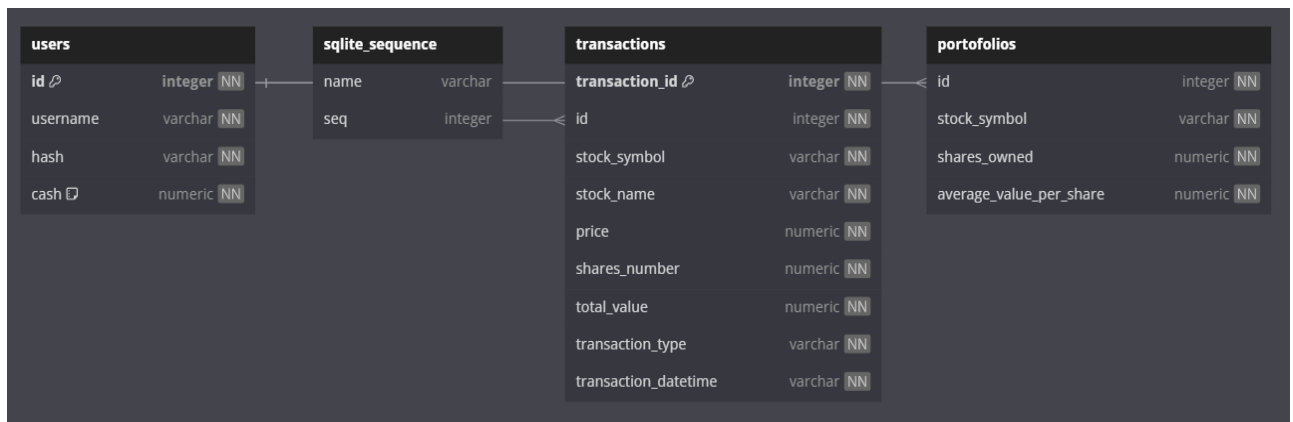 users
id integer NN
username varchar NN
hash varchar NN
cash numeric NN
sqlite_sequence
name varchar
seq integer
transactions
transaction_id integer NN
id integer NN
stock_symbol varchar NN
stock_name varchar NN
price numeric NN
shares_number numeric NN
total_value numeric NN
transaction_type varchar NN
transaction_datetime varchar NN
portofolios
id integer NN
stock_symbol varchar NN
shares_owned numeric NN
average_value_per_share numeric NN